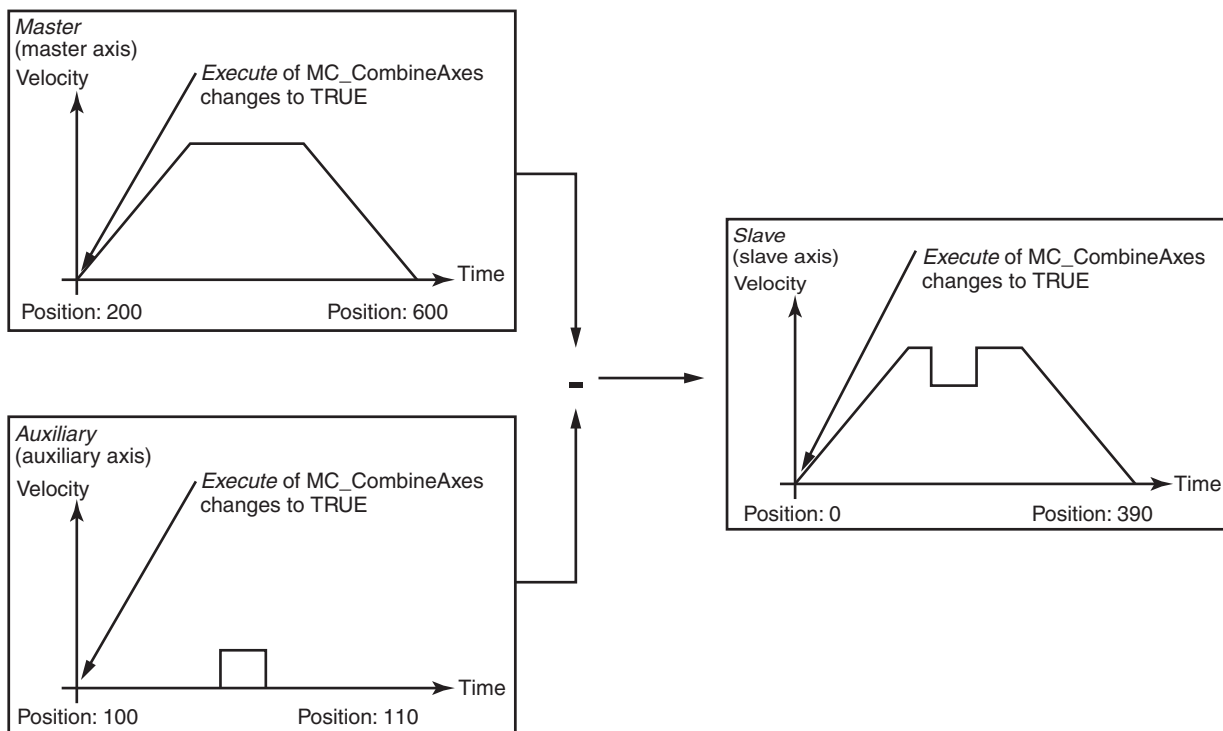 Master
(master axis)
Velocity
Execute of MC_CombineAxes
changes to TRUE
Time
Position: 200
Position: 600
-
Auxiliary
(auxiliary axis)
Velocity
Execute of MC_CombineAxes
changes to TRUE
Time
Position: 100
Position: 110
Slave
(slave axis)
Velocity
Execute of MC_CombineAxes
changes to TRUE
Time
Position: 0
Position: 390